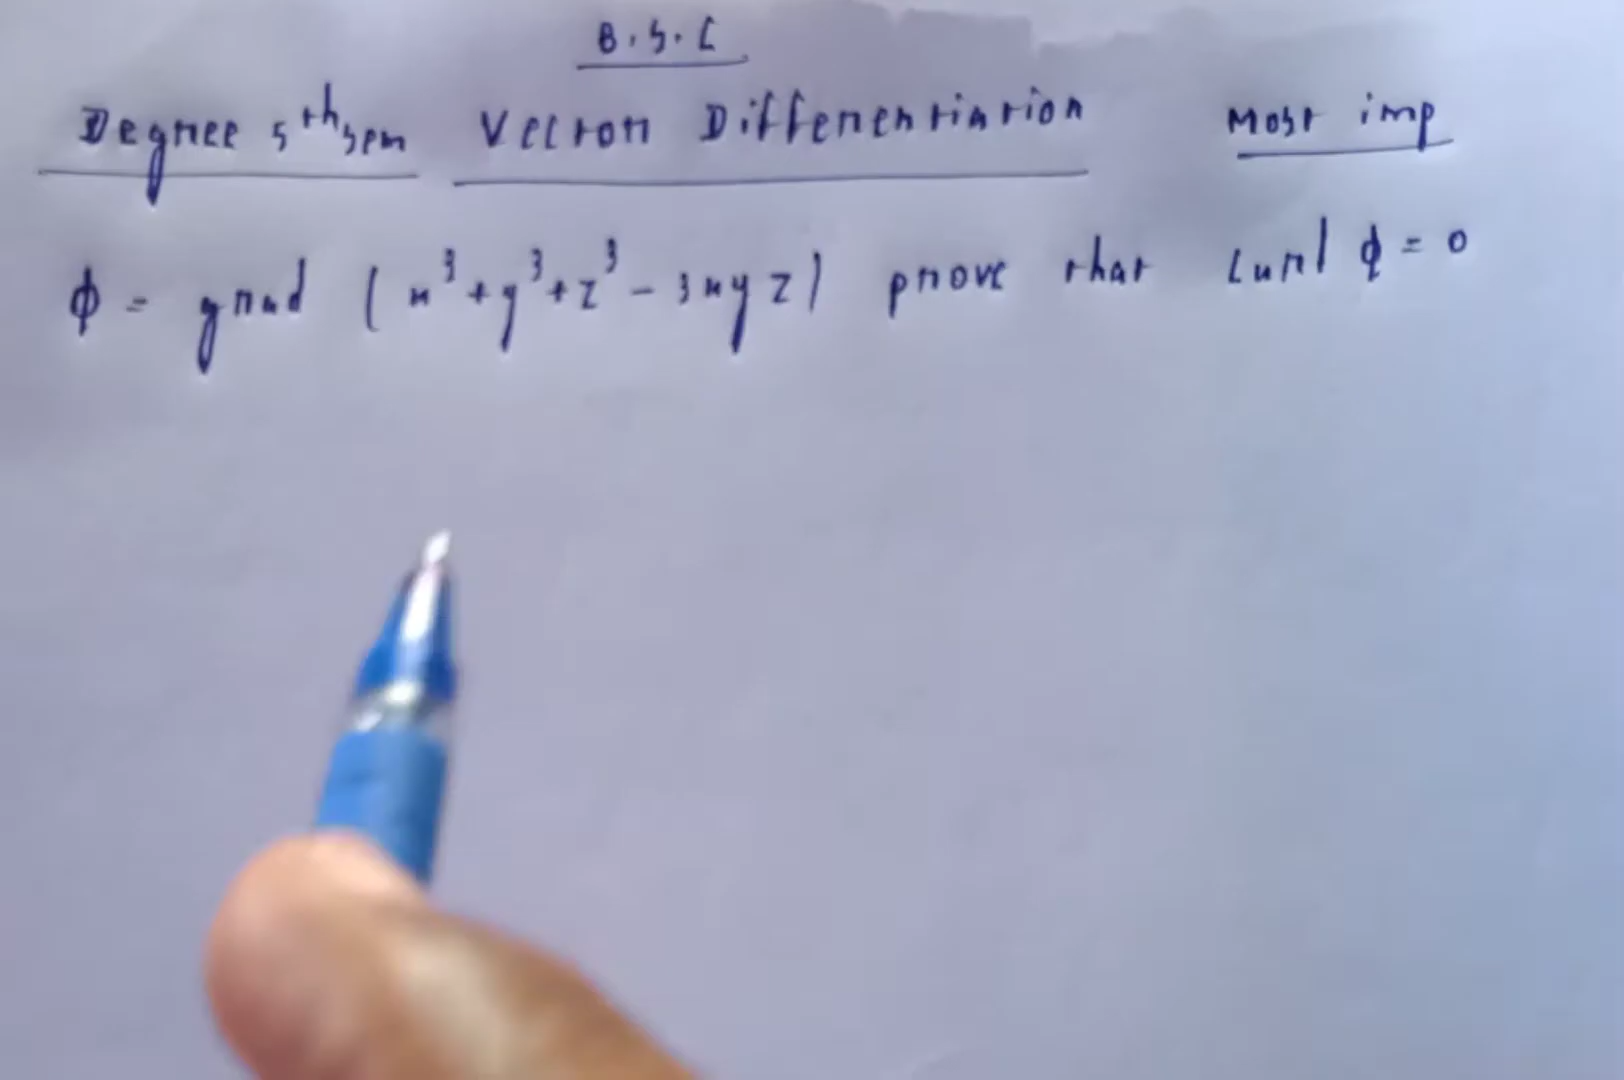 B.S.C
Degree 5th sem Vector Differentiation Most imp
ϕ = grad (x³+y³+z³-3xyz) prove that curl ϕ = 0